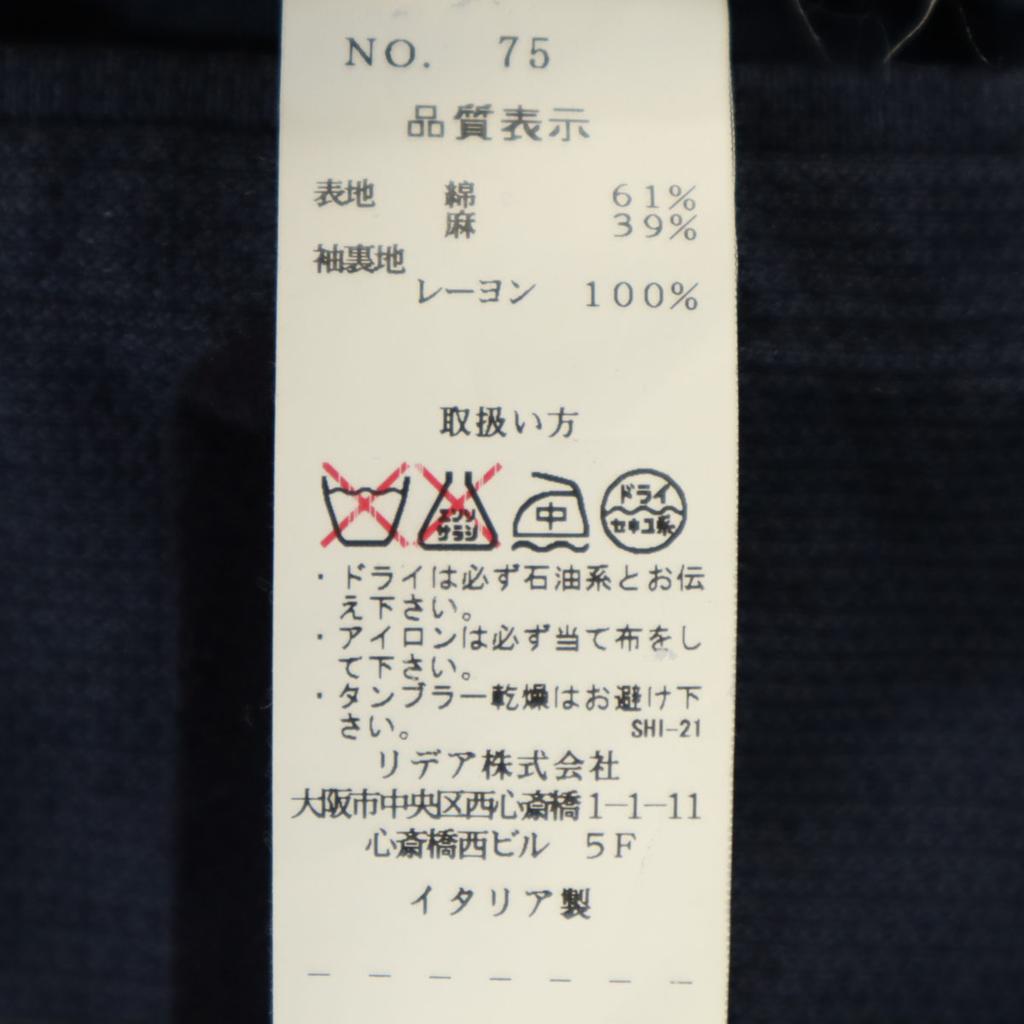 NO. 75
品質表示
表地 綿 61%
麻 39%
袖裏地
レーヨン 100%
取扱い方
エンソ
サラシ
中
ドライ
セキユ系
・ドライは必ず石油系とお伝
え下さい。
・アイロンは必ず当て布をし
て下さい。
・タンブラー乾燥はお避け下
さい。 SHI-21
リデア株式会社
大阪市中央区西心斎橋1-1-11
心斎橋西ビル 5F
イタリア製